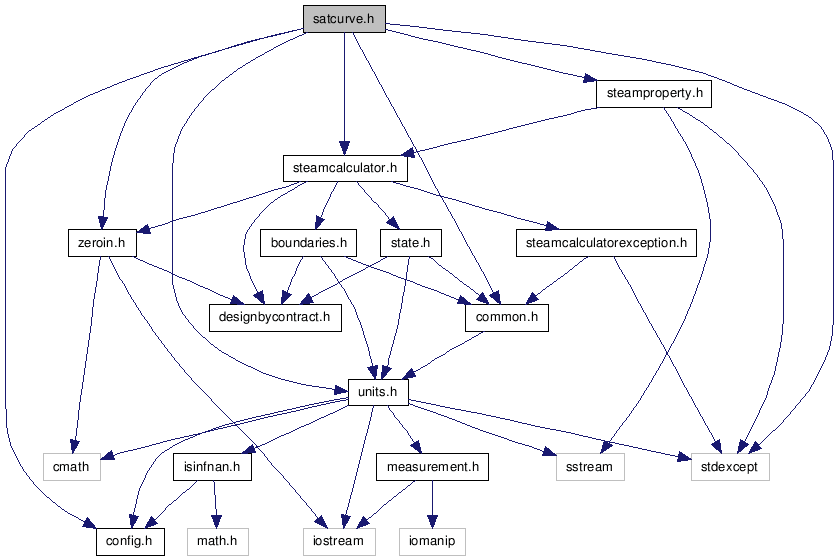 satcurve.h
steamproperty.h
steamcalculator.h
zeroin.h
boundaries.h
state.h
steamcalculatorexception.h
designbycontract.h
common.h
units.h
cmath
isinfnan.h
measurement.h
sstream
stdexcept
config.h
math.h
iostream
iomanip